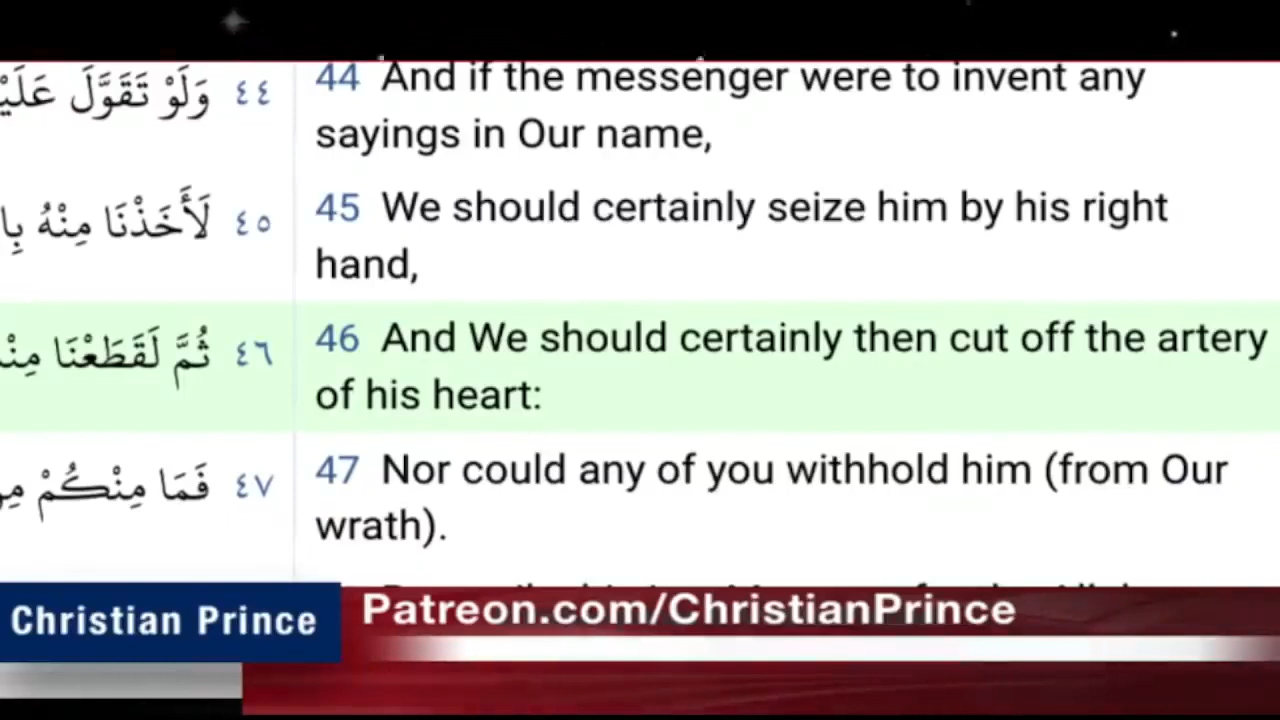 44 And if the messenger were to invent any
sayings in Our name,
وَلَوْ تَقَوَّلَ ٤٤
45 We should certainly seize him by his right
hand,
لَأَخَذْنَا مِنْهُ ٤٥
46 And We should certainly then cut off the artery
of his heart:
ثُمَّ لَقَطَعْنَا ٤٦
47 Nor could any of you withhold him (from Our
wrath).
فَمَا مِنْكُمْ ٤٧
Christian Prince
Patreon.com/ChristianPrince